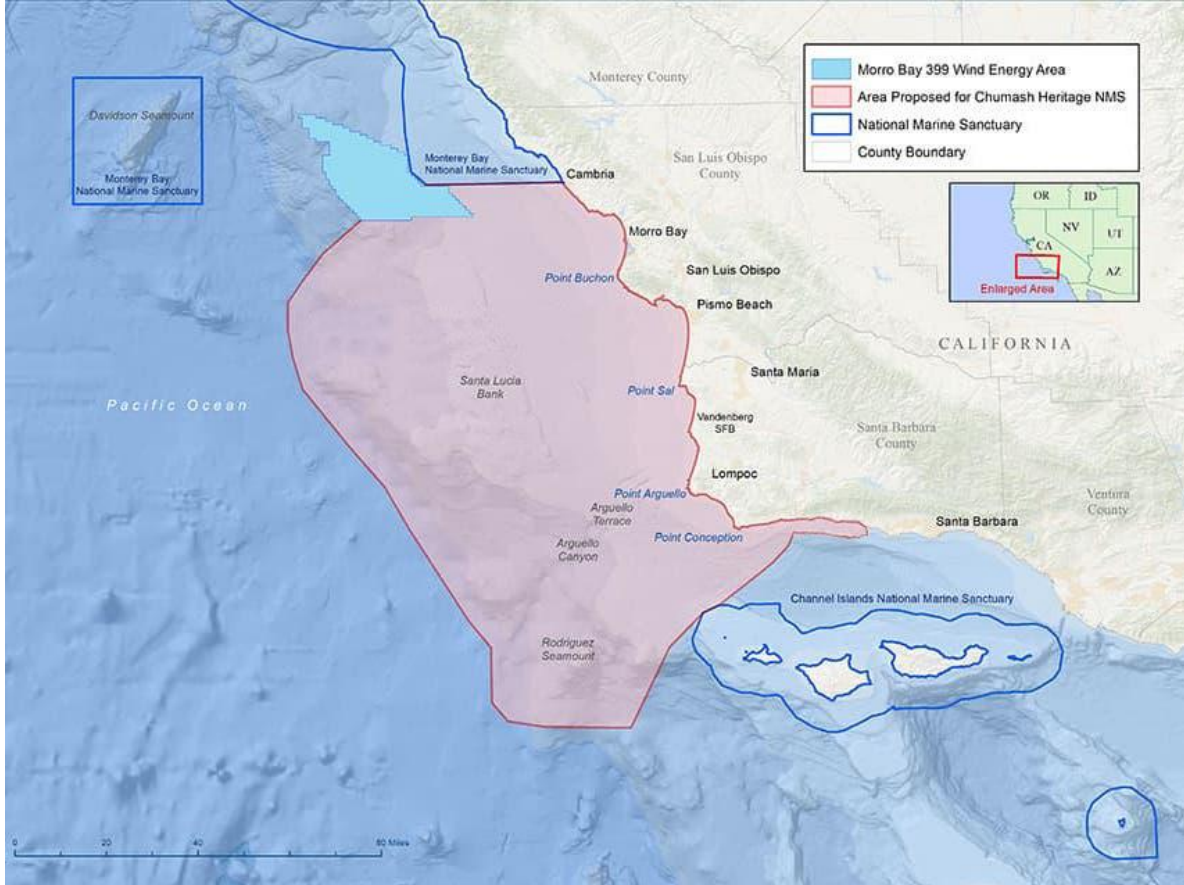 Morro Bay 399 Wind Energy Area
Area Proposed for Chumash Heritage NMS
National Marine Sanctuary
County Boundary
OR
ID
NV
UT
CA
AZ
Enlarged Area
Monterey County
Davidson Seamount
Monterey Bay
National Marine Sanctuary
Monterey Bay
National Marine Sanctuary
San Luis Obispo
County
Cambria
Morro Bay
San Luis Obispo
Point Buchon
Pismo Beach
CALIFORNIA
Santa Maria
Santa Lucia
Bank
Point Sal
Pacific Ocean
Vandenberg
SFB
Santa Barbara
County
Lompoc
Point Arguello
Ventura
County
Arguello
Terrace
Santa Barbara
Point Conception
Arguello
Canyon
Channel Islands National Marine Sanctuary
Rodriguez
Seamount
0
20
40
80 Miles